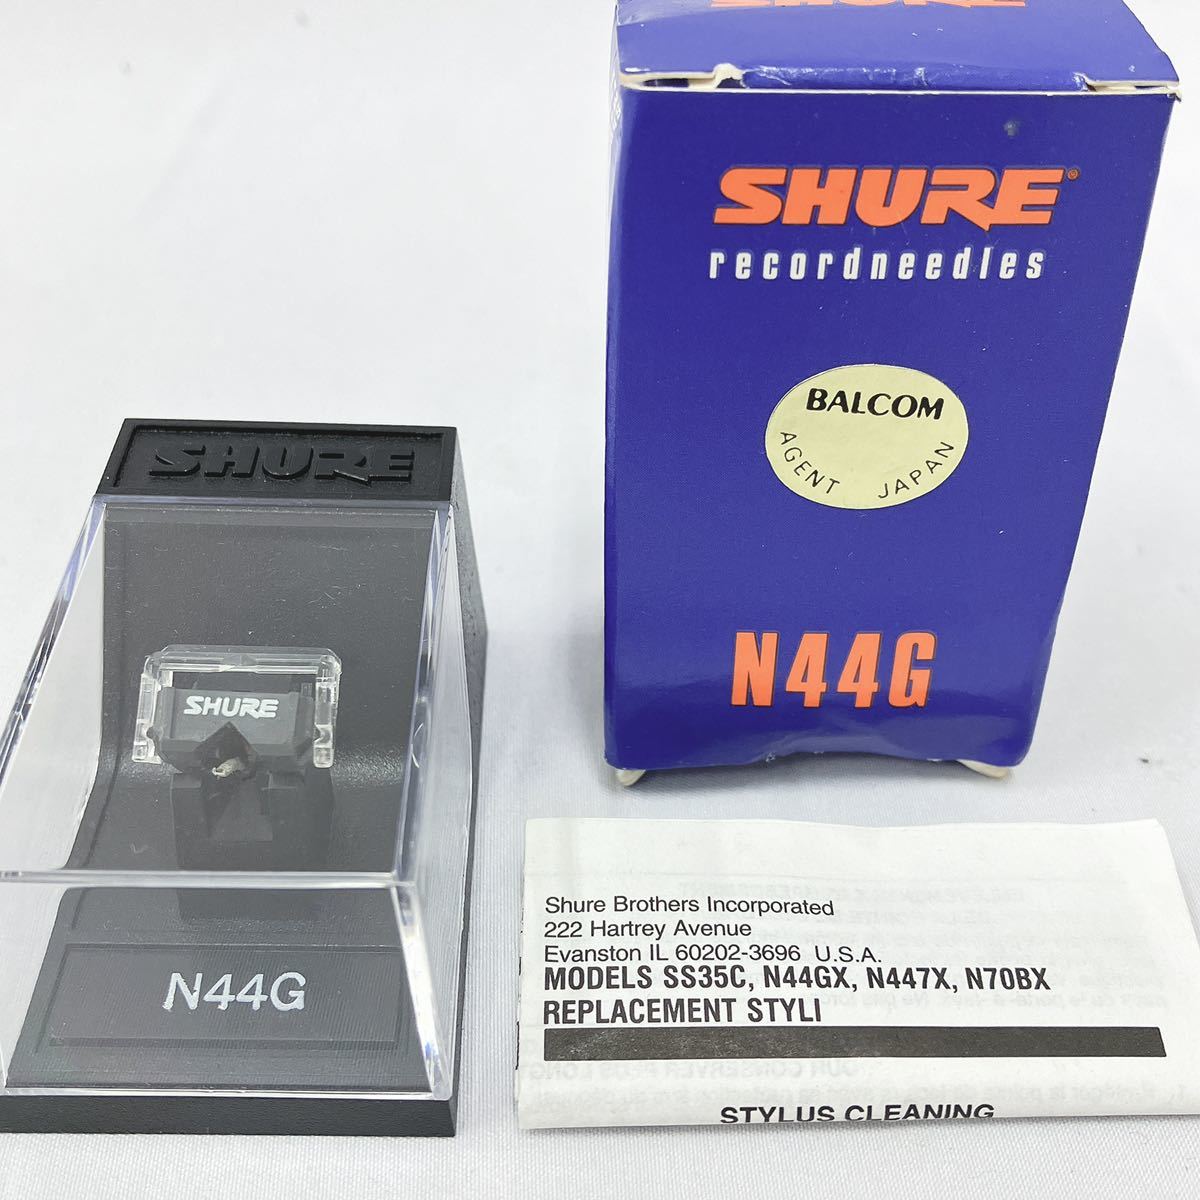 SHURE
SHURE®
recordneedles
BALCOM
AGENT JAPAN
N44G
SHURE
SHURE
N44G
Shure Brothers Incorporated
222 Hartrey Avenue
Evanston IL 60202-3696 U.S.A.
MODELS SS35C, N44GX, N447X, N70BX
REPLACEMENT STYLI
STYLUS CLEANING